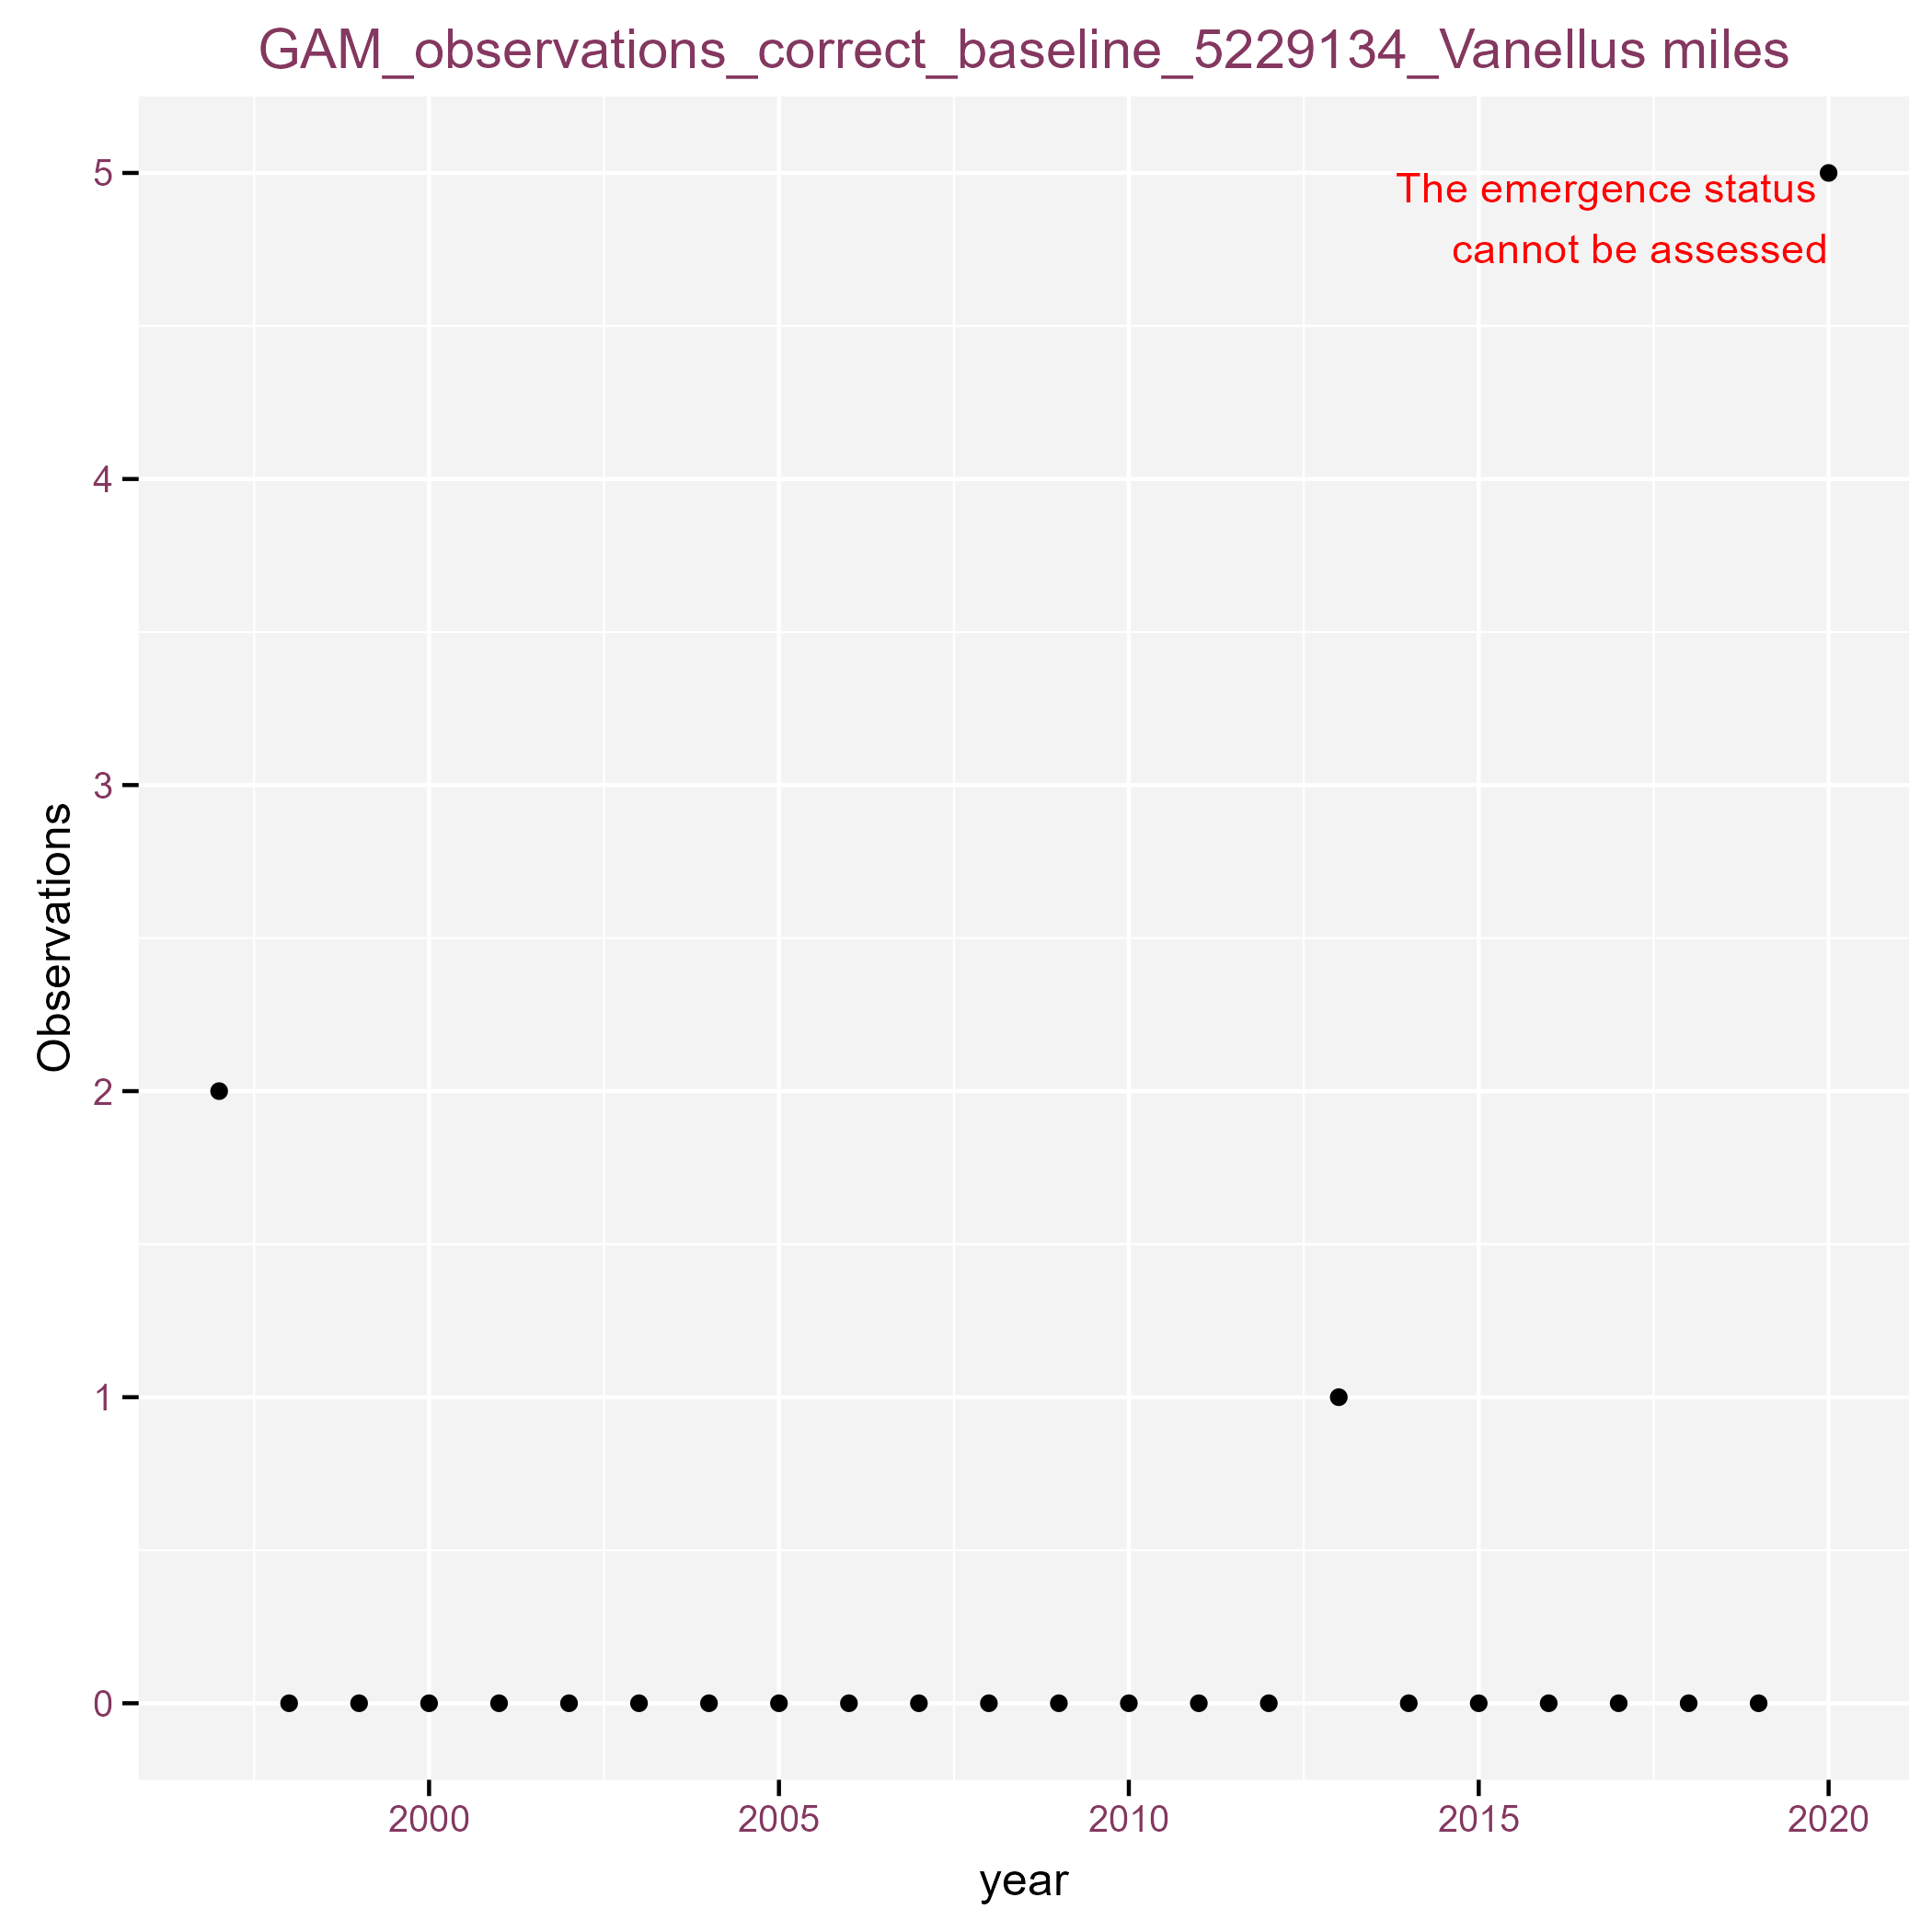 GAM_observations_correct_baseline_5229134_Vanellus miles
The emergence status
cannot be assessed
5
4
3
2
1
0
Observations
2000 2005 2010 2015 2020
year